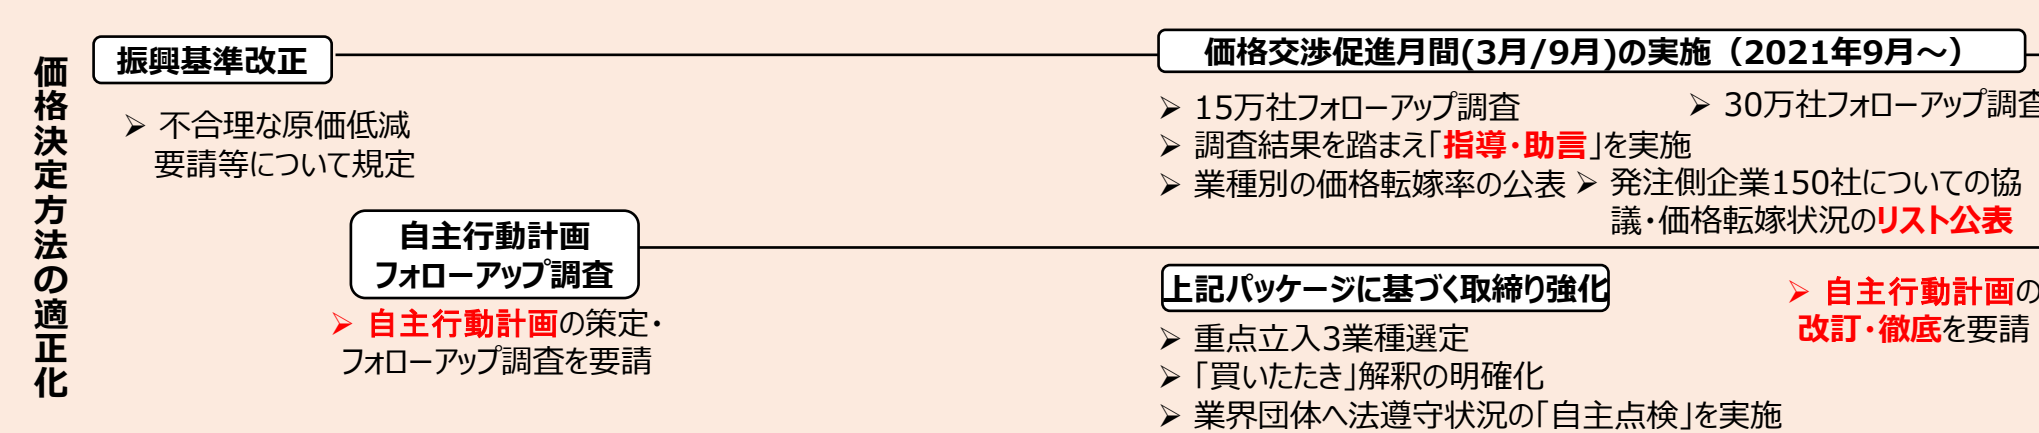 価格決定方法の適正化
振興基準改正
➢ 不合理な原価低減
要請等について規定
自主行動計画
フォローアップ調査
➢ 自主行動計画の策定・
フォローアップ調査を要請
価格交渉促進月間(3月/9月)の実施（2021年9月～）
➢ 15万社フォローアップ調査
➢ 調査結果を踏まえ「指導・助言」を実施
➢ 業種別の価格転嫁率の公表
➢ 30万社フォローアップ調査
➢ 発注側企業150社についての協
議・価格転嫁状況のリスト公表
上記パッケージに基づく取締り強化
➢ 重点立入3業種選定
➢ 「買いたたき」解釈の明確化
➢ 業界団体へ法遵守状況の「自主点検」を実施
➢ 自主行動計画の
改訂・徹底を要請